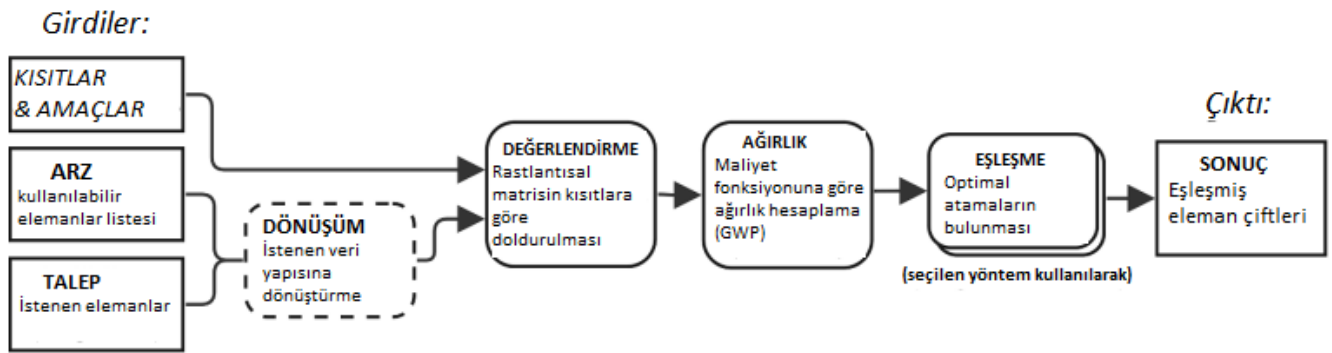 Girdiler:
KISITLAR
& AMAÇLAR
ARZ
kullanılabilir
elemanlar listesi
TALEP
İstenen elemanlar
DÖNÜŞÜM
İstenen veri
yapısına
dönüştürme
DEĞERLENDİRME
Rastlantısal
matrisin kısıtlara
göre
doldurulması
AĞIRLIK
Maliyet
fonksiyonuna göre
ağırlık hesaplama
(GWP)
EŞLEŞME
Optimal
atamaların
bulunması
(seçilen yöntem kullanılarak)
Çıktı:
SONUÇ
Eşleşmiş
eleman çiftleri